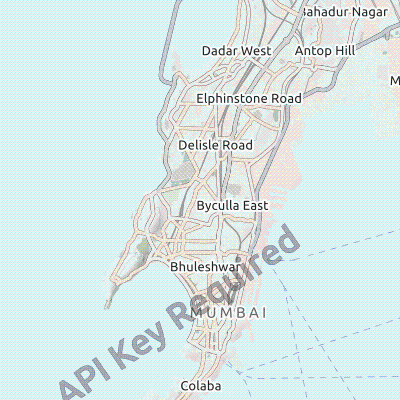 Bahadur Nagar
Dadar West
Antop Hill
M
Elphinstone Road
Delisle Road
Byculla East
Bhuleshwar
MUMBAI
API Key Required
Colaba